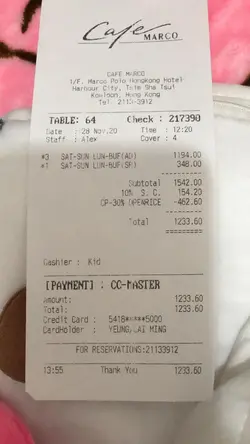 Cafe MARCO
CAFE MARCO
1/F. Marco Polo Hongkong Hotel
Harbour City, Tsim Sha Tsui
Kowloon, Hong Kong
Tel 2113-3912
TABLE: 64 Check : 217390
Date : 28 Nov.20 Time : 12:20
Staff : Alex Cover : 4
*3 SAT-SUN LUN-BUF(AD) 1194.00
*1 SAT-SUN LUN-BUF(SR) 348.00
Subtotal 1542.00
10% S. C. 154.20
CP-30% OPEARICE -462.60
Total 1233.60
Cashier : Kid
[PAYMENT] : CC-MASTER
Amount: 1233.60
Total: 1233.60
Credit Card : 5418*****5000
CardHolder : YEUNG/LAI MING
FOR RESERVATIONS:21133912
13:55 Thank You 1233.60